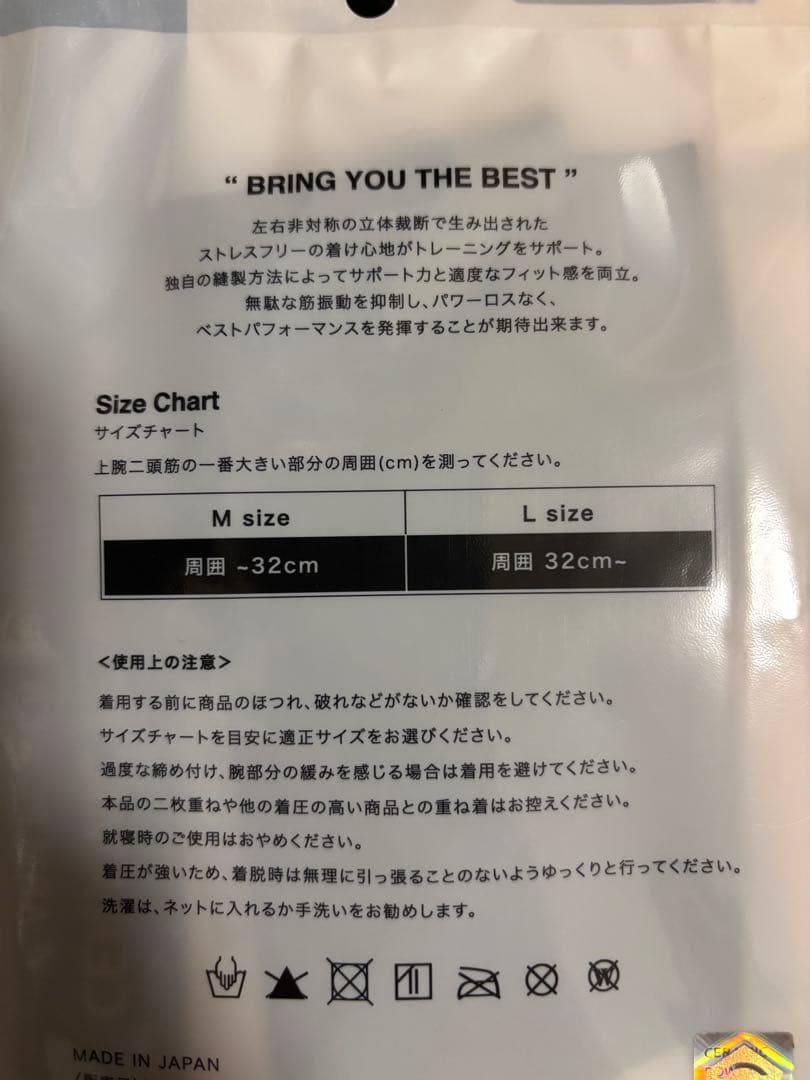 “ BRING YOU THE BEST ”
左右非対称の立体裁断で生み出された
ストレスフリーの着け心地がトレーニングをサポート。
独自の縫製方法によってサポート力と適度なフィット感を両立。
無駄な筋振動を抑制し、パワーロスなく、
ベストパフォーマンスを発揮することが期待出来ます。
Size Chart
サイズチャート
上腕二頭筋の一番大きい部分の周囲(cm)を測ってください。
M size L size
周囲 ~32cm 周囲 32cm~
<使用上の注意>
着用する前に商品のほつれ、破れなどがないか確認をしてください。
サイズチャートを目安に適正サイズをお選びください。
過度な締め付け、腕部分の緩みを感じる場合は着用を避けてください。
本品の二枚重ねや他の着圧の高い商品との重ね着はお控えください。
就寝時のご使用はおやめください。
着圧が強いため、着脱時は無理に引っ張ることのないようゆっくりと行ってください。
洗濯は、ネットに入れるか手洗いをお勧めします。
W
MADE IN JAPAN